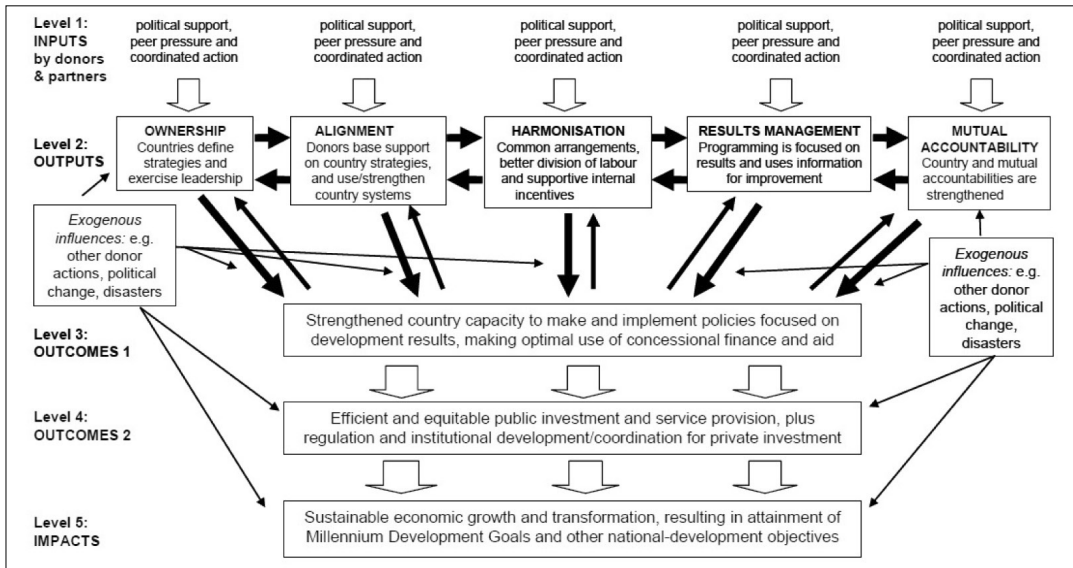 Level 1:
INPUTS
by donors
& partners
political support,
peer pressure and
coordinated action
political support,
peer pressure and
coordinated action
political support,
peer pressure and
coordinated action
political support,
peer pressure and
coordinated action
political support,
peer pressure and
coordinated action
Level 2:
OUTPUTS
OWNERSHIP
Countries define
strategies and
exercise leadership
ALIGNMENT
Donors base support
on country strategies,
and use/strengthen
country systems
HARMONISATION
Common arrangements,
better division of labour
and supportive internal
incentives
RESULTS MANAGEMENT
Programming is focused on
results and uses information
for improvement
MUTUAL
ACCOUNTABILITY
Country and mutual
accountabilities are
strengthened
Exogenous
influences: e.g.
other donor
actions, political
change, disasters
Exogenous
influences: e.g.
other donor
actions, political
change,
disasters
Level 3:
OUTCOMES 1
Strengthened country capacity to make and implement policies focused on
development results, making optimal use of concessional finance and aid
Level 4:
OUTCOMES 2
Efficient and equitable public investment and service provision, plus
regulation and institutional development/coordination for private investment
Level 5:
IMPACTS
Sustainable economic growth and transformation, resulting in attainment of
Millennium Development Goals and other national-development objectives